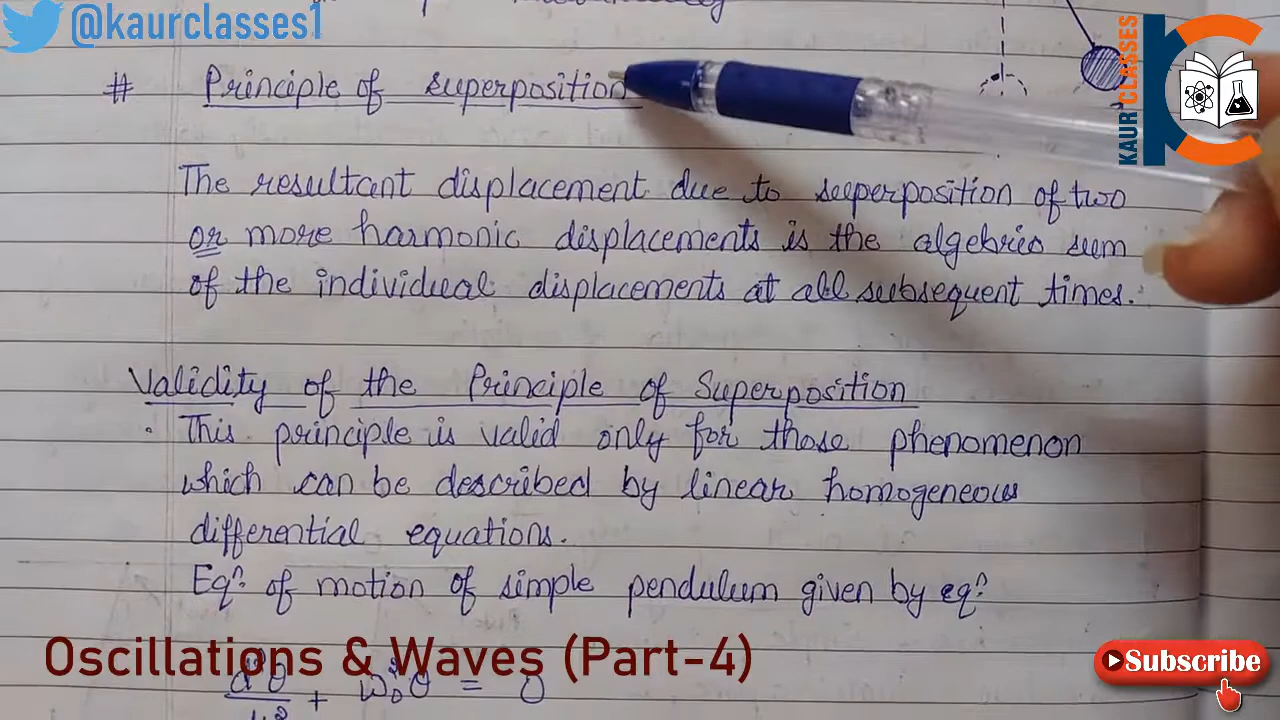 @kaurclasses1
KAUR CLASSES
# Principle of superposition
The resultant displacement due to superposition of two
or more harmonic displacements is the algebric sum
of the individual displacements at all subsequent times.
Validity of the Principle of Superposition
. This principle is valid only for those phenomenon
which can be described by linear homogeneous
differential equations.
Eqⁿ. of motion of simple pendulum given by eqⁿ.
Oscillations & Waves (Part-4)
Subscribe
+ ω₀²θ = 0